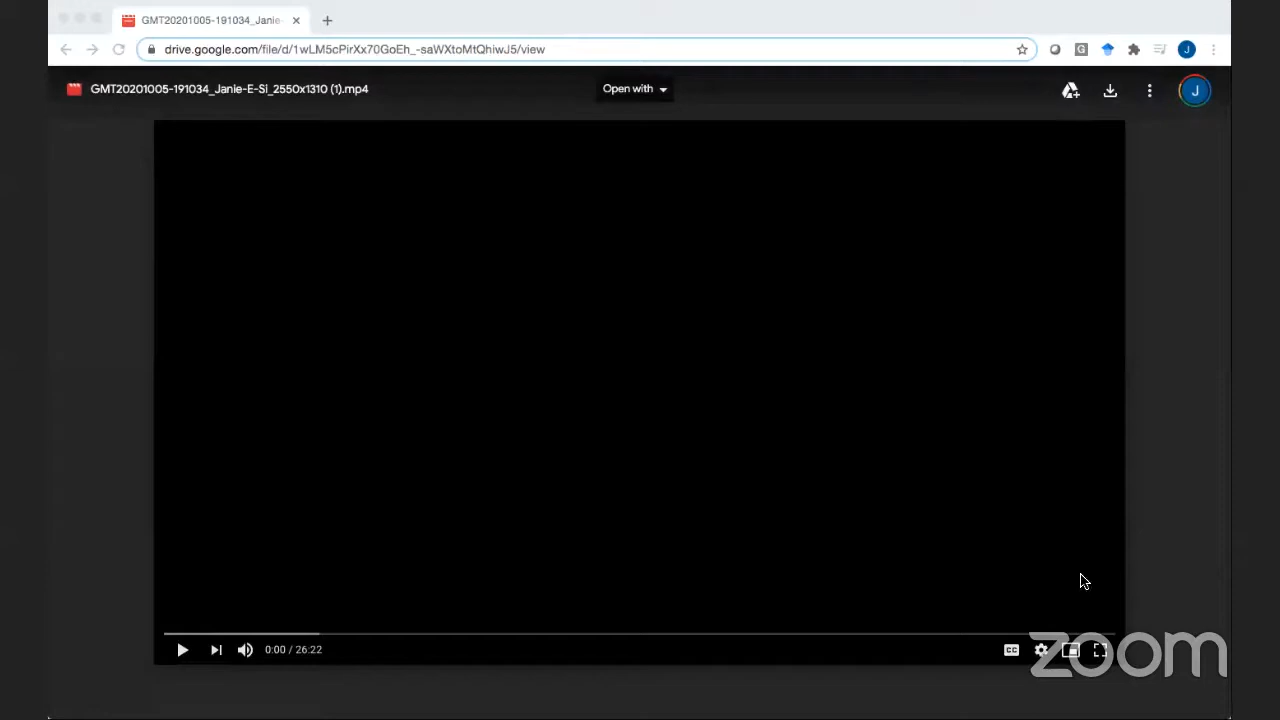 GMT20201005-191034_Janie-
drive.google.com/file/d/1wLM5cPirXx70GoEh_-saWXtoMtQhiwJ5/view
J
GMT20201005-191034_Janie-E-Si_2550x1310 (1).mp4
Open with
J
0:00 / 26:22
CC
zoom